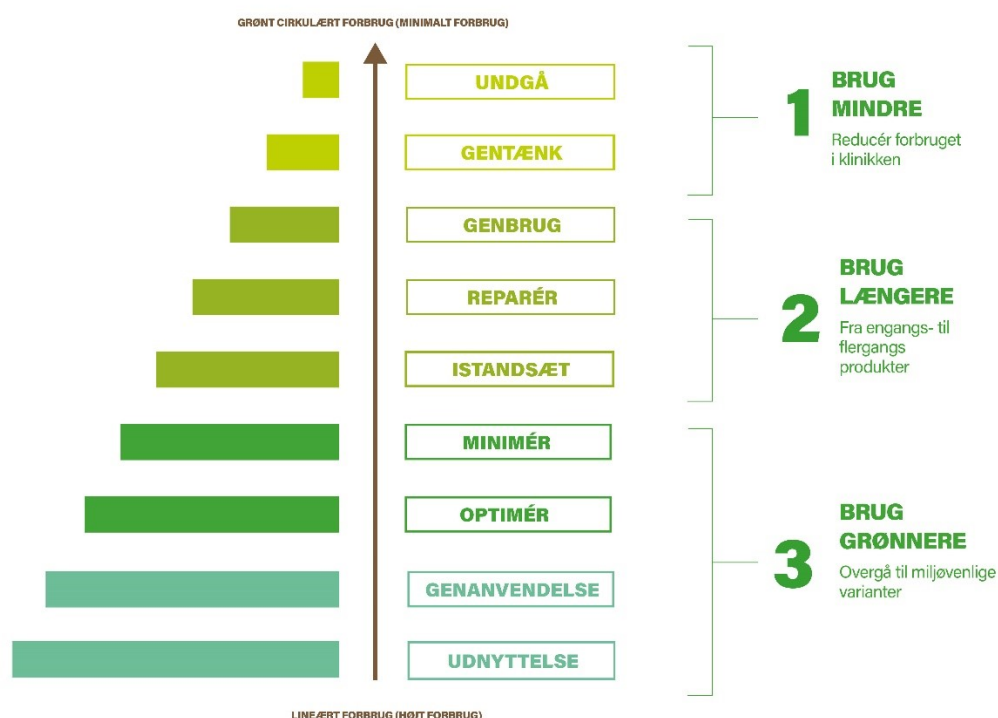 GRØNT CIRKULÆRT FORBRUG (MINIMALT FORBRUG)
UNDGÅ
GENTÆNK
GENBRUG
REPARÉR
ISTANDSÆT
MINIMÉR
OPTIMÉR
GENANVENDELSE
UDNYTTELSE
LINEÆRT FORBRUG (HØJT FORBRUG)
1
BRUG
MINDRE
Reducér forbruget
i klinikken
2
BRUG
LÆNGERE
Fra engangs- til
flergangs
produkter
3
BRUG
GRØNNERE
Overgå til miljøvenlige
varianter